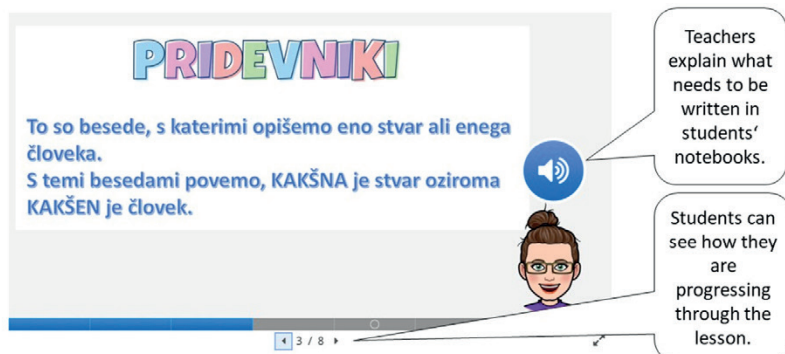 PRIDEVNIKI
To so besede, s katerimi opišemo eno stvar ali enega
človeka.
S temi besedami povemo, KAKŠNA je stvar oziroma
KAKŠEN je človek.
3 / 8
Teachers
explain what
needs to be
written in
students‘
notebooks.
Students can
see how they
are
progressing
through the
lesson.